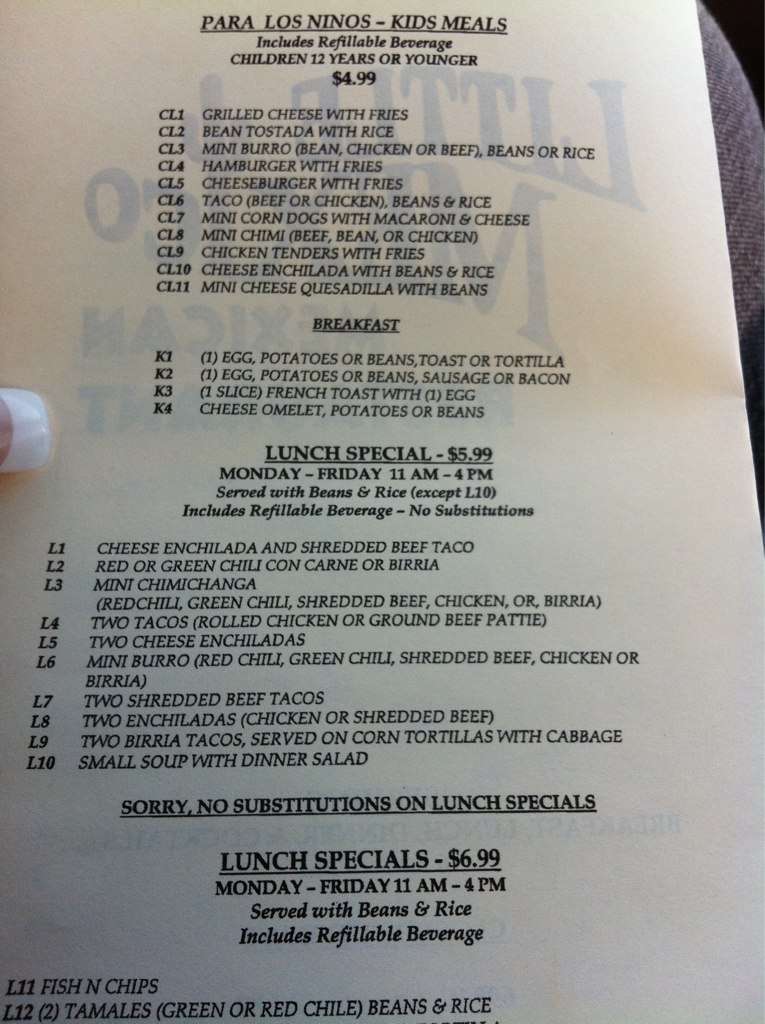 PARA LOS NINOS – KIDS MEALS
Includes Refillable Beverage
CHILDREN 12 YEARS OR YOUNGER
$4.99
CL1 GRILLED CHEESE WITH FRIES
CL2 BEAN TOSTADA WITH RICE
CL3 MINI BURRO (BEAN, CHICKEN OR BEEF), BEANS OR RICE
CL4 HAMBURGER WITH FRIES
CL5 CHEESEBURGER WITH FRIES
CL6 TACO (BEEF OR CHICKEN), BEANS & RICE
CL7 MINI CORN DOGS WITH MACARONI & CHEESE
CL8 MINI CHIMI (BEEF, BEAN, OR CHICKEN)
CL9 CHICKEN TENDERS WITH FRIES
CL10 CHEESE ENCHILADA WITH BEANS & RICE
CL11 MINI CHEESE QUESADILLA WITH BEANS
BREAKFAST
K1 (1) EGG, POTATOES OR BEANS,TOAST OR TORTILLA
K2 (1) EGG, POTATOES OR BEANS, SAUSAGE OR BACON
K3 (1 SLICE) FRENCH TOAST WITH (1) EGG
K4 CHEESE OMELET, POTATOES OR BEANS
LUNCH SPECIAL - $5.99
MONDAY – FRIDAY 11 AM – 4 PM
Served with Beans & Rice (except L10)
Includes Refillable Beverage – No Substitutions
L1 CHEESE ENCHILADA AND SHREDDED BEEF TACO
L2 RED OR GREEN CHILI CON CARNE OR BIRRIA
L3 MINI CHIMICHANGA
(REDCHILI, GREEN CHILI, SHREDDED BEEF, CHICKEN, OR, BIRRIA)
L4 TWO TACOS (ROLLED CHICKEN OR GROUND BEEF PATTIE)
L5 TWO CHEESE ENCHILADAS
L6 MINI BURRO (RED CHILI, GREEN CHILI, SHREDDED BEEF, CHICKEN OR
BIRRIA)
L7 TWO SHREDDED BEEF TACOS
L8 TWO ENCHILADAS (CHICKEN OR SHREDDED BEEF)
L9 TWO BIRRIA TACOS, SERVED ON CORN TORTILLAS WITH CABBAGE
L10 SMALL SOUP WITH DINNER SALAD
SORRY, NO SUBSTITUTIONS ON LUNCH SPECIALS
LUNCH SPECIALS - $6.99
MONDAY – FRIDAY 11 AM – 4 PM
Served with Beans & Rice
Includes Refillable Beverage
L11 FISH N CHIPS
L12 (2) TAMALES (GREEN OR RED CHILE) BEANS & RICE